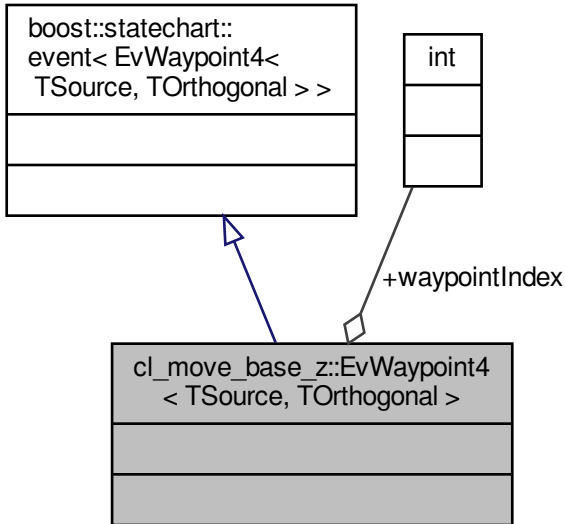 boost::statechart::
event< EvWaypoint4<
TSource, TOrthogonal > >
int
+waypointIndex
cl_move_base_z::EvWaypoint4
< TSource, TOrthogonal >